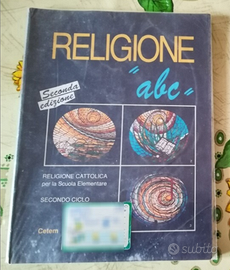 RELIGIONE
"abc"
Seconda
edizione
RELIGIONE CATTOLICA
per la Scuola Elementare
SECONDO CICLO
Cetem
subito